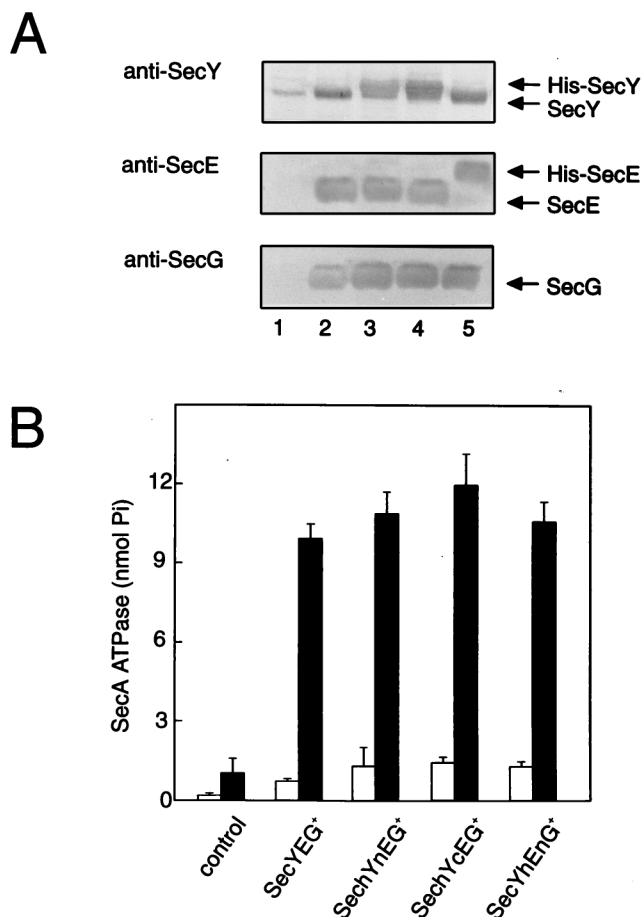 A
anti-SecY
His-SecY
SecY
anti-SecE
His-SecE
SecE
anti-SecG
SecG
1 2 3 4 5
B
SecA ATPase (nmol Pi)
12
9
6
3
0
control
SecYEG+
SechYnEG+
SechYcEG+
SecYhEnG+